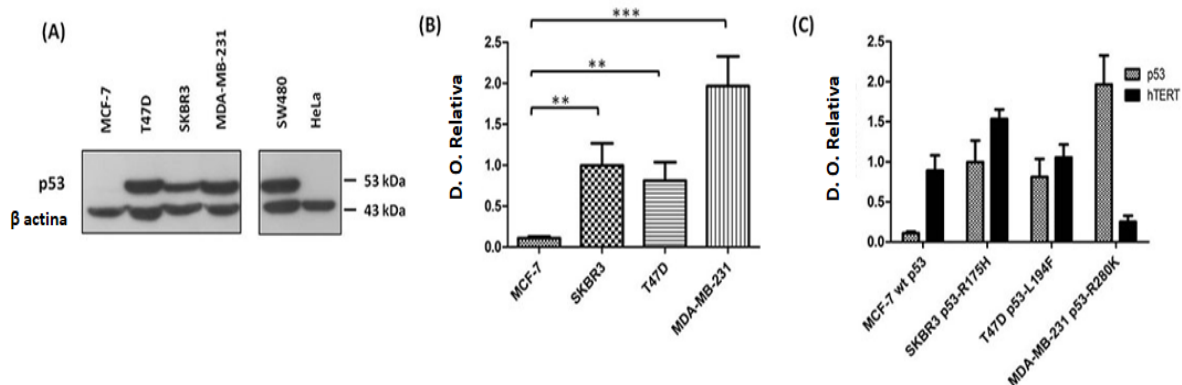 (A)
MCF-7
T47D
SKBR3
MDA-MB-231
SW480
HeLa
p53
β actina
53 kDa
43 kDa
(B)
D. O. Relativa
2.5
2.0
1.5
1.0
0.5
0.0
***
**
**
MCF-7
SKBR3
T47D
MDA-MB-231
(C)
D. O. Relativa
2.5
2.0
1.5
1.0
0.5
0.0
p53
hTERT
MCF-7 wt p53
SKBR3 p53-R175H
T47D p53-L194F
MDA-MB-231 p53-R280K